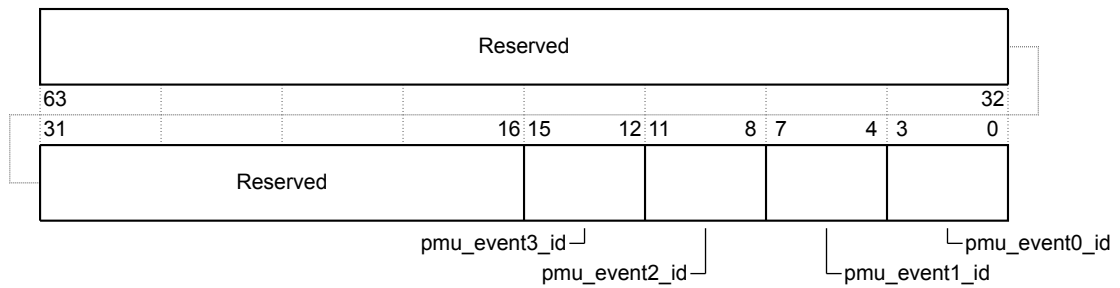 Reserved
63 32
31 16 15 12 11 8 7 4 3 0
Reserved
pmu_event3_id pmu_event0_id
pmu_event2_id pmu_event1_id